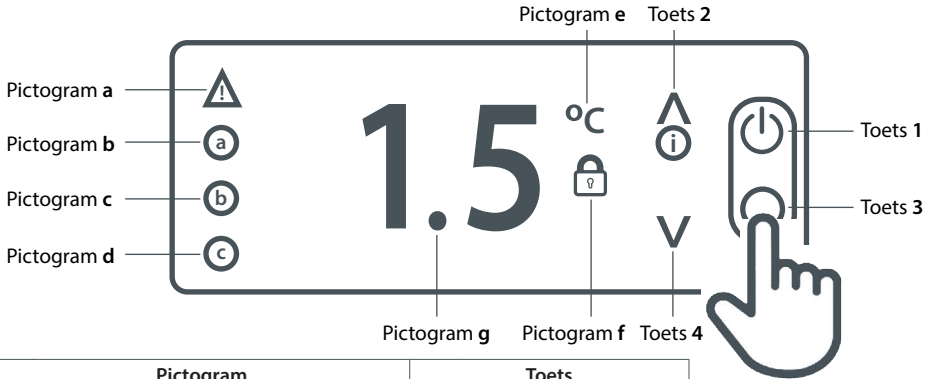 Pictogram e Toets 2
Pictogram a
!
Pictogram b
a
Pictogram c
b
Pictogram d
c
1.5
°C
i
Toets 1
Toets 3
Pictogram g Pictogram f Toets 4
Pictogram Toets